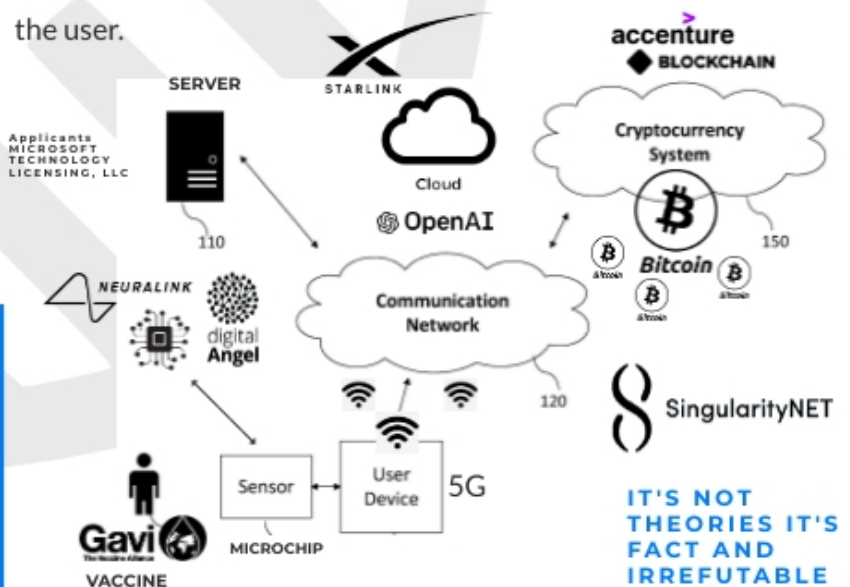 the user.
STARLINK
accenture
BLOCKCHAIN
SERVER
Applicants
MICROSOFT
TECHNOLOGY
LICENSING, LLC
Cryptocurrency
System
Cloud
110
OpenAI
150
Bitcoin
Bitcoin
Bitcoin
Bitcoin
NEURALINK
digital
Angel
Communication
Network
120
SingularityNET
Sensor
User
Device
5G
MICROCHIP
Gavi
The Vaccine Alliance
VACCINE
IT'S NOT
THEORIES IT'S
FACT AND
IRREFUTABLE